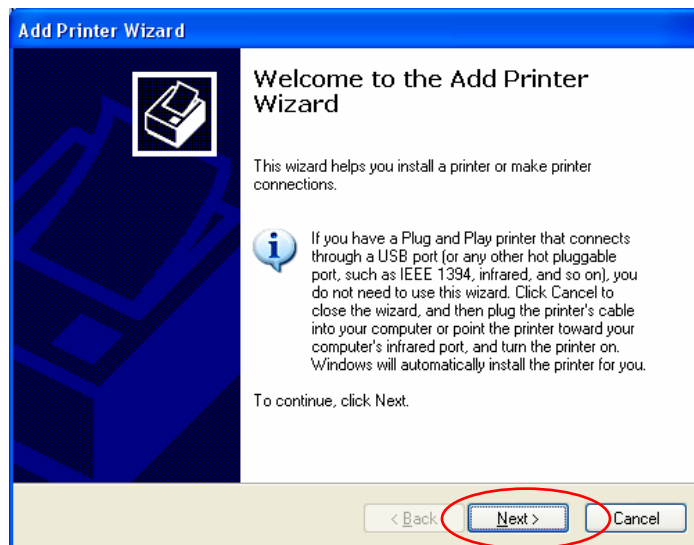 Add Printer Wizard
Welcome to the Add Printer
Wizard
This wizard helps you install a printer or make printer
connections.
If you have a Plug and Play printer that connects
through a USB port (or any other hot pluggable
port, such as IEEE 1394, infrared, and so on), you
do not need to use this wizard. Click Cancel to
close the wizard, and then plug the printer's cable
into your computer or point the printer toward your
computer's infrared port, and turn the printer on.
Windows will automatically install the printer for you.
To continue, click Next.
< Back Next > Cancel